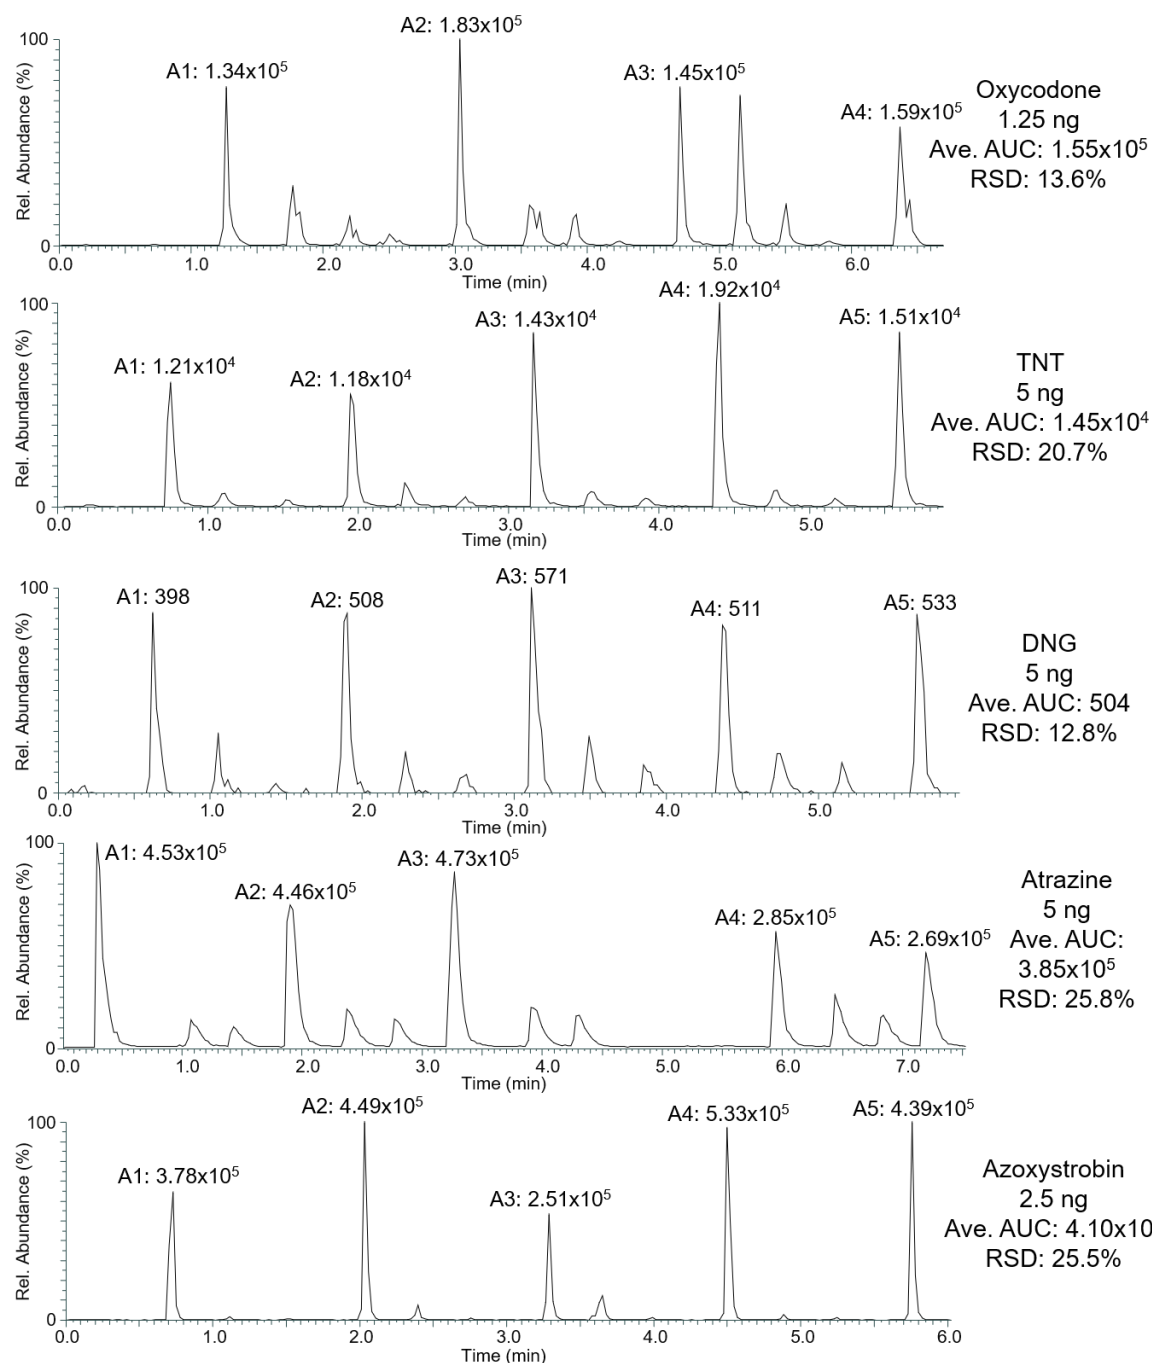 A2: 1.83x10⁵
100
A1: 1.34x10⁵
A3: 1.45x10⁵
A4: 1.59x10⁵
Oxycodone
1.25 ng
Ave. AUC: 1.55x10⁵
RSD: 13.6%
Rel. Abundance (%)
0
0.0 1.0 2.0 3.0 4.0 5.0 6.0
Time (min)
A4: 1.92x10⁴
100
A3: 1.43x10⁴
A5: 1.51x10⁴
A1: 1.21x10⁴
A2: 1.18x10⁴
TNT
5 ng
Ave. AUC: 1.45x10⁴
RSD: 20.7%
Rel. Abundance (%)
0
0.0 1.0 2.0 3.0 4.0 5.0
Time (min)
A3: 571
100
A1: 398
A2: 508
A4: 511
A5: 533
DNG
5 ng
Ave. AUC: 504
RSD: 12.8%
Rel. Abundance (%)
0
1.0 2.0 3.0 4.0 5.0
Time (min)
100
A1: 4.53x10⁵
A3: 4.73x10⁵
A2: 4.46x10⁵
A4: 2.85x10⁵
A5: 2.69x10⁵
Atrazine
5 ng
Ave. AUC:
3.85x10⁵
RSD: 25.8%
Rel. Abundance (%)
0
0.0 1.0 2.0 3.0 4.0 5.0 6.0 7.0
Time (min)
A2: 4.49x10⁵
100
A4: 5.33x10⁵
A5: 4.39x10⁵
A1: 3.78x10⁵
A3: 2.51x10⁵
Azoxystrobin
2.5 ng
Ave. AUC: 4.10x10
RSD: 25.5%
Rel. Abundance (%)
0
0.0 1.0 2.0 3.0 4.0 5.0 6.0
Time (min)